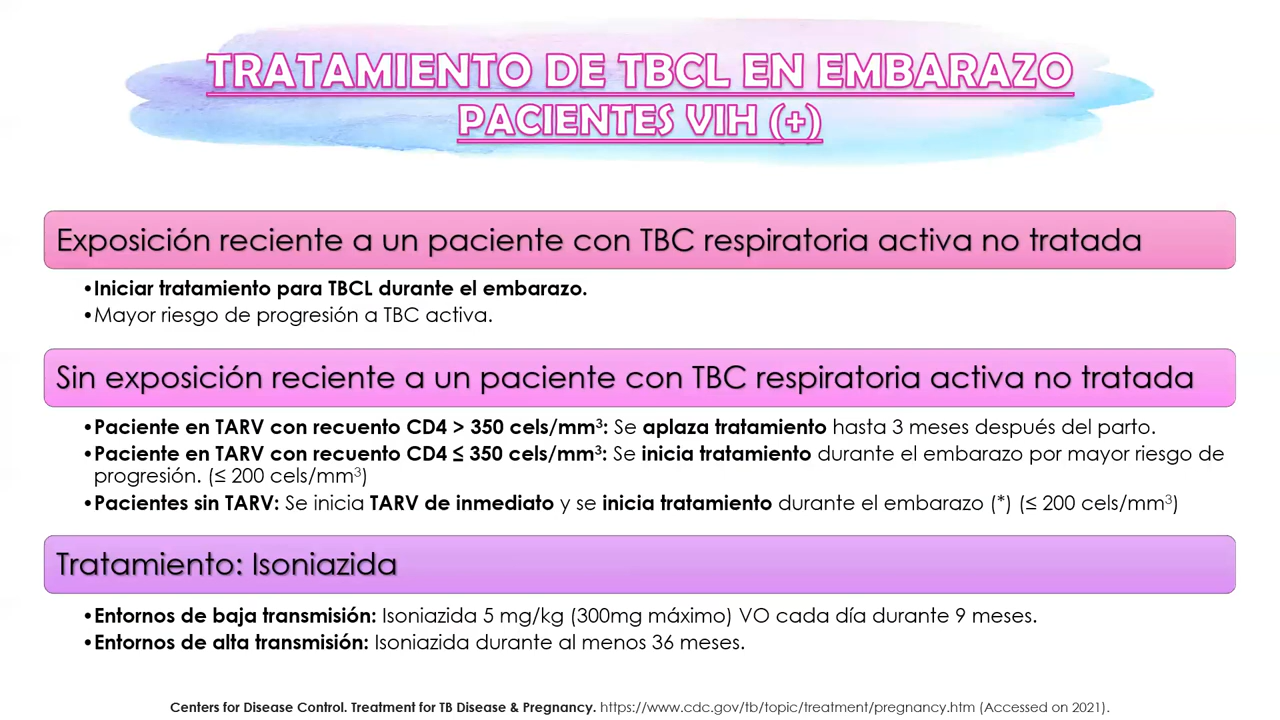 TRATAMIENTO DE TBCL EN EMBARAZO
PACIENTES VIH (+)
Exposición reciente a un paciente con TBC respiratoria activa no tratada
•Iniciar tratamiento para TBCL durante el embarazo.
•Mayor riesgo de progresión a TBC activa.
Sin exposición reciente a un paciente con TBC respiratoria activa no tratada
•Paciente en TARV con recuento CD4 > 350 cels/mm³: Se aplaza tratamiento hasta 3 meses después del parto.
•Paciente en TARV con recuento CD4 ≤ 350 cels/mm³: Se inicia tratamiento durante el embarazo por mayor riesgo de
progresión. (≤ 200 cels/mm³)
•Pacientes sin TARV: Se inicia TARV de inmediato y se inicia tratamiento durante el embarazo (*) (≤ 200 cels/mm³)
Tratamiento: Isoniazida
•Entornos de baja transmisión: Isoniazida 5 mg/kg (300mg máximo) VO cada día durante 9 meses.
•Entornos de alta transmisión: Isoniazida durante al menos 36 meses.
Centers for Disease Control. Treatment for TB Disease & Pregnancy. https://www.cdc.gov/tb/topic/treatment/pregnancy.htm (Accessed on 2021).